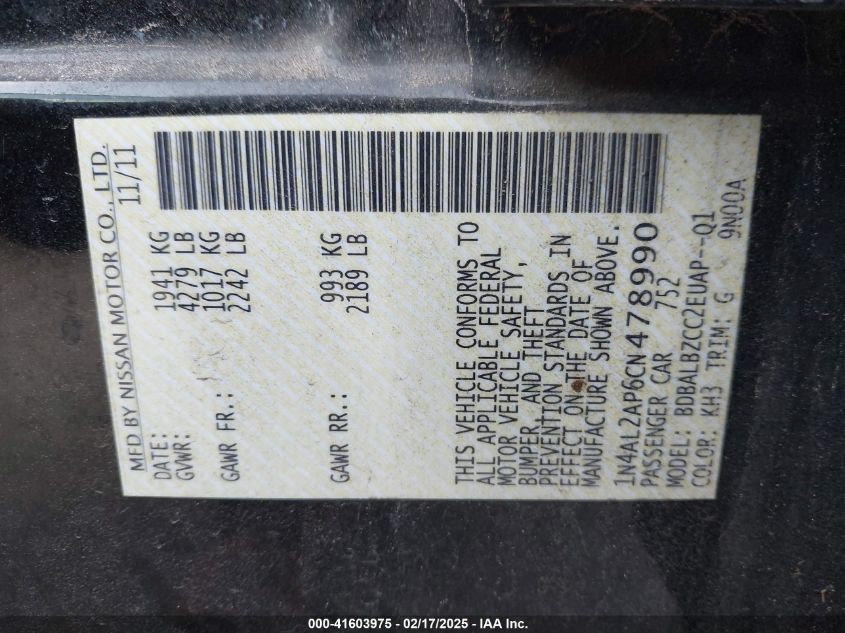 MFD BY NISSAN MOTOR CO., LTD.
DATE: 11/11
GVWR: 1941 KG
4279 LB
GAWR FR.: 1017 KG
2242 LB
GAWR RR.: 993 KG
2189 LB
THIS VEHICLE CONFORMS TO
ALL APPLICABLE FEDERAL
MOTOR VEHICLE SAFETY,
BUMPER, AND THEFT
PREVENTION STANDARDS IN
EFFECT ON THE DATE OF
MANUFACTURE SHOWN ABOVE.
1N4AL2AP6CN478990
PASSENGER CAR 752
MODEL: BDBALBZCC2EUAP--Q1
COLOR: KH3 TRIM: G 9N00A
000-41603975 - 02/17/2025 - IAA Inc.